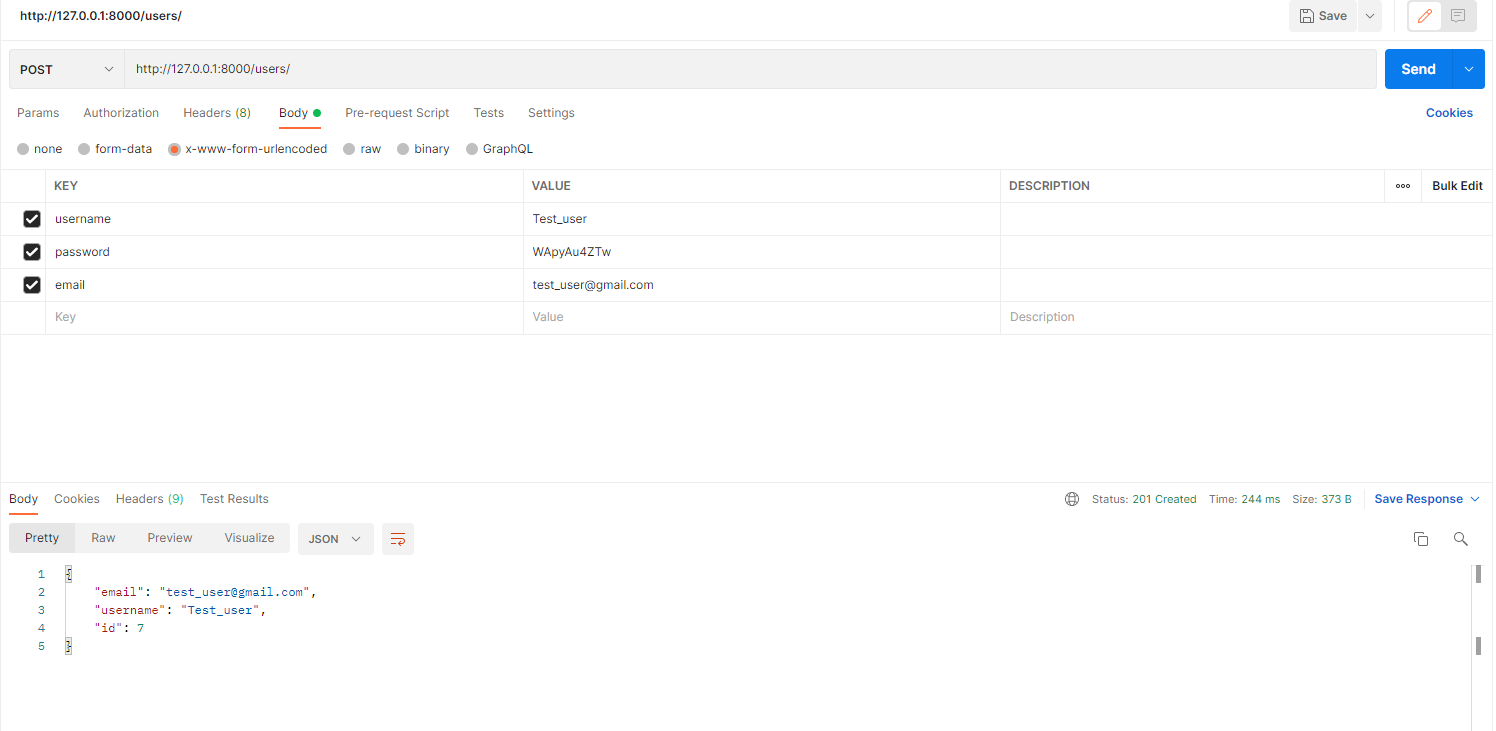 http://127.0.0.1:8000/users/
Save
POST http://127.0.0.1:8000/users/ Send
Params Authorization Headers (8) Body Pre-request Script Tests Settings Cookies
none form-data x-www-form-urlencoded raw binary GraphQL
KEY VALUE DESCRIPTION Bulk Edit
username Test_user
password WApyAu4ZTw
email test_user@gmail.com
Key Value Description
Body Cookies Headers (9) Test Results Status: 201 Created Time: 244 ms Size: 373 B Save Response
Pretty Raw Preview Visualize JSON
1 {
2 "email": "test_user@gmail.com",
3 "username": "Test_user",
4 "id": 7
5 }